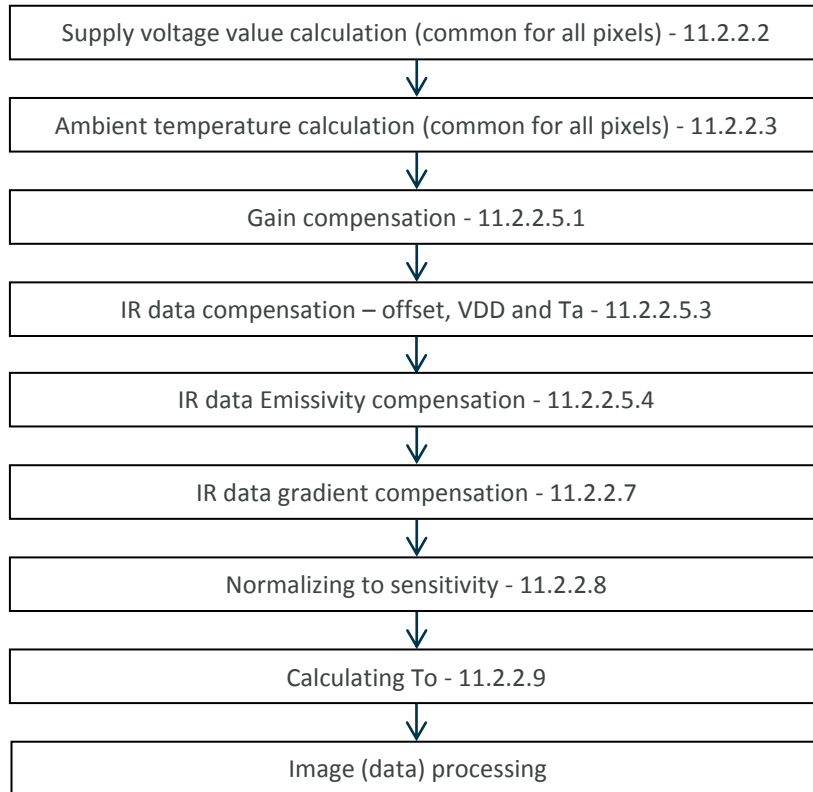 Supply voltage value calculation (common for all pixels) - 11.2.2.2
Ambient temperature calculation (common for all pixels) - 11.2.2.3
Gain compensation - 11.2.2.5.1
IR data compensation – offset, VDD and Ta - 11.2.2.5.3
IR data Emissivity compensation - 11.2.2.5.4
IR data gradient compensation - 11.2.2.7
Normalizing to sensitivity - 11.2.2.8
Calculating To - 11.2.2.9
Image (data) processing